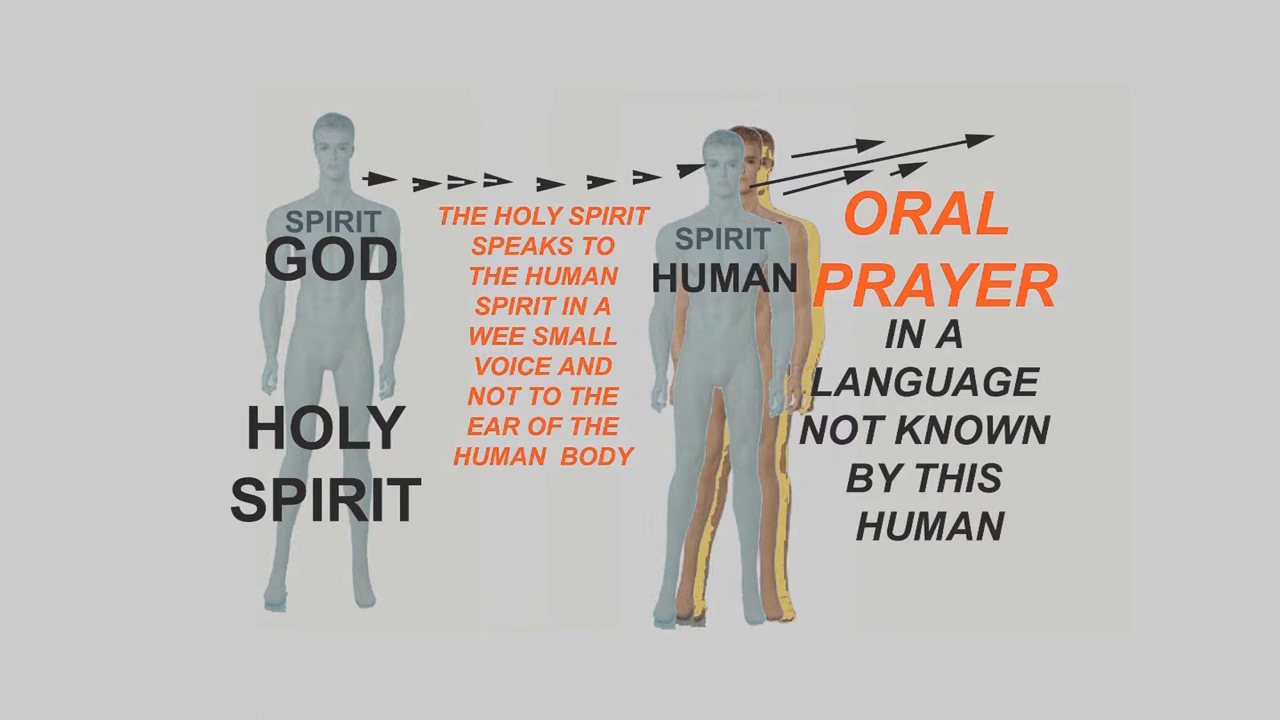 SPIRIT
GOD
HOLY
SPIRIT
THE HOLY SPIRIT
SPEAKS TO
THE HUMAN
SPIRIT IN A
WEE SMALL
VOICE AND
NOT TO THE
EAR OF THE
HUMAN BODY
SPIRIT
HUMAN
ORAL
PRAYER
IN A
LANGUAGE
NOT KNOWN
BY THIS
HUMAN